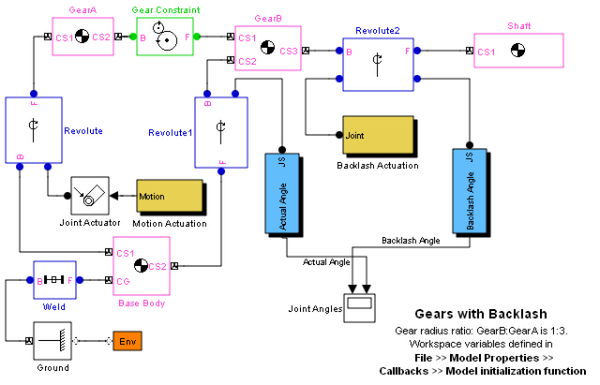 GearA
Gear Constraint
GearB
Revolute2
Shaft
CS1 CS2
B F
CS1
CS2
CS3
B F
CS1
F
B
Revolute
Revolute1
B
F
JS
Actual Angle
Joint
Backlash Actuation
JS
Backlash Angle
Joint Actuator
Motion
Motion Actuation
CS1
CS2
CG
Base Body
B F
Weld
Ground
Env
Backlash Angle
Actual Angle
Joint Angles
Gears with Backlash
Gear radius ratio: GearB:GearA is 1:3.
Workspace variables defined in
File >> Model Properties >>
Callbacks >> Model initialization function